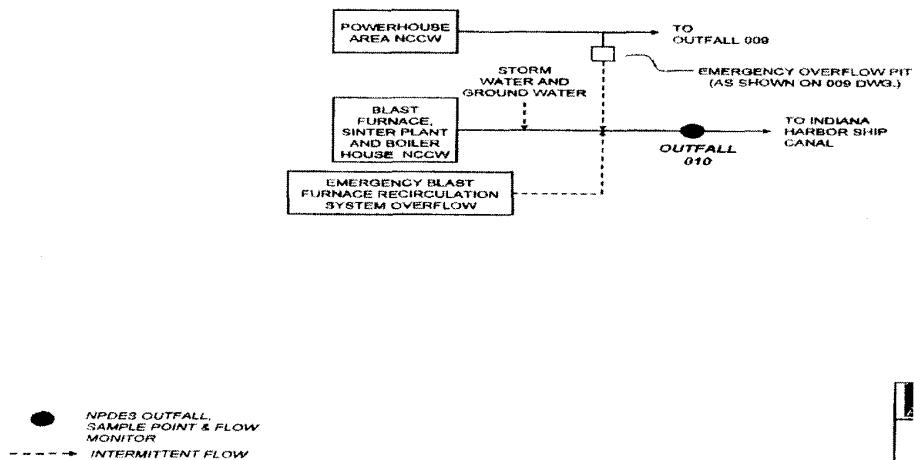 POWERHOUSE
AREA NCCW
TO
OUTFALL 009
STORM
WATER AND
GROUND WATER
EMERGENCY OVERFLOW PIT
(AS SHOWN ON 009 DWG.)
BLAST
FURNACE,
SINTER PLANT
AND BOILER
HOUSE NCCW
TO INDIANA
HARBOR SHIP
CANAL
OUTFALL
010
EMERGENCY BLAST
FURNACE RECIRCULATION
SYSTEM OVERFLOW
NPDES OUTFALL,
SAMPLE POINT & FLOW
MONITOR
INTERMITTENT FLOW